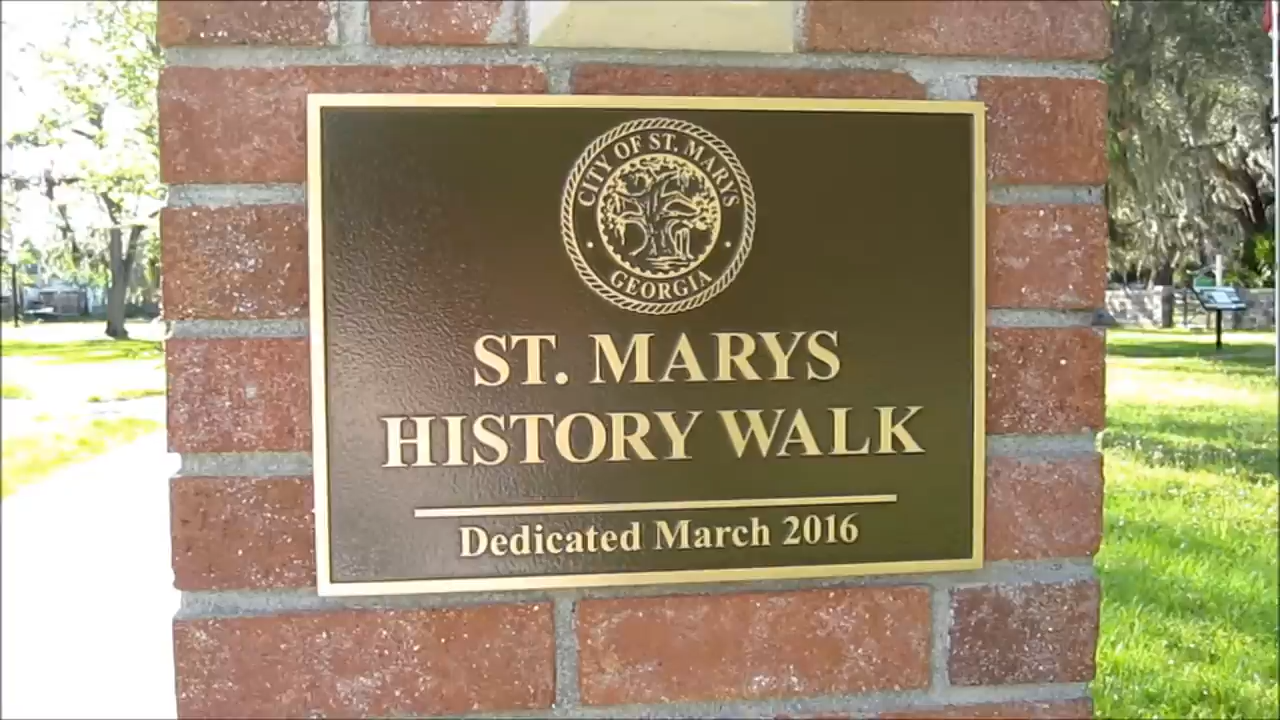 CITY OF ST. MARYS
GEORGIA
ST. MARYS
HISTORY WALK
Dedicated March 2016